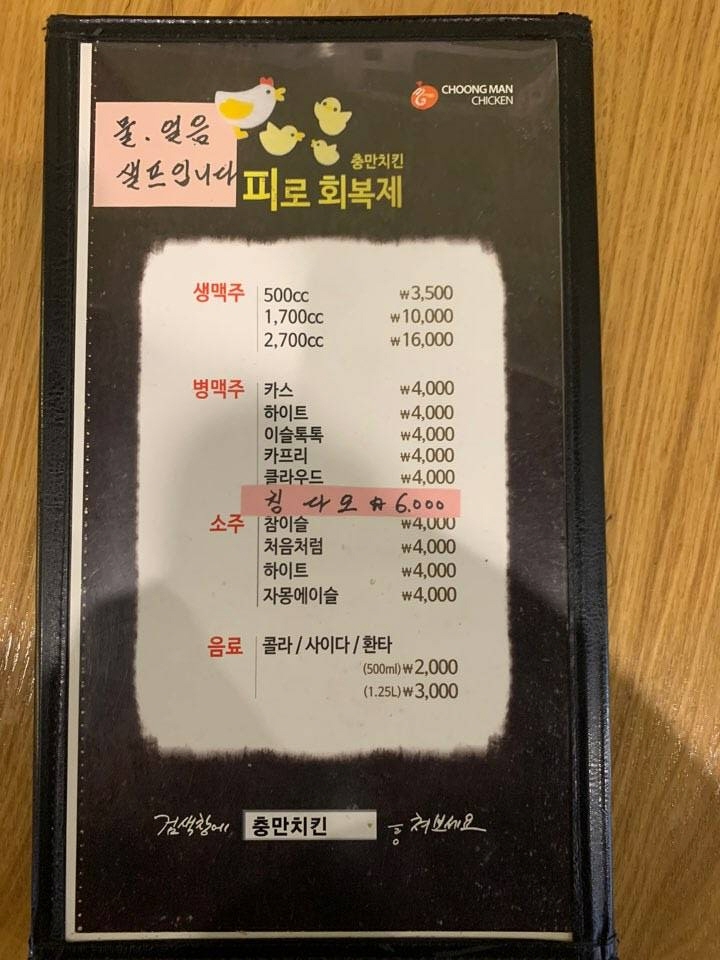 CHOONG MAN
CHICKEN
물.얼음
셀프입니다
충만치킨
피로 회복제
생맥주 500cc ₩3,500
1,700cc ₩10,000
2,700cc ₩16,000
병맥주 카스 ₩4,000
하이트 ₩4,000
이슬톡톡 ₩4,000
카프리 ₩4,000
클라우드 ₩4,000
칭 다오 ₩6.000
소주 참이슬 ₩4,000
처음처럼 ₩4,000
하이트 ₩4,000
자몽에이슬 ₩4,000
음료 콜라/사이다/환타
(500ml)₩2,000
(1.25L)₩3,000
검색창에 충만치킨 을 쳐보세요